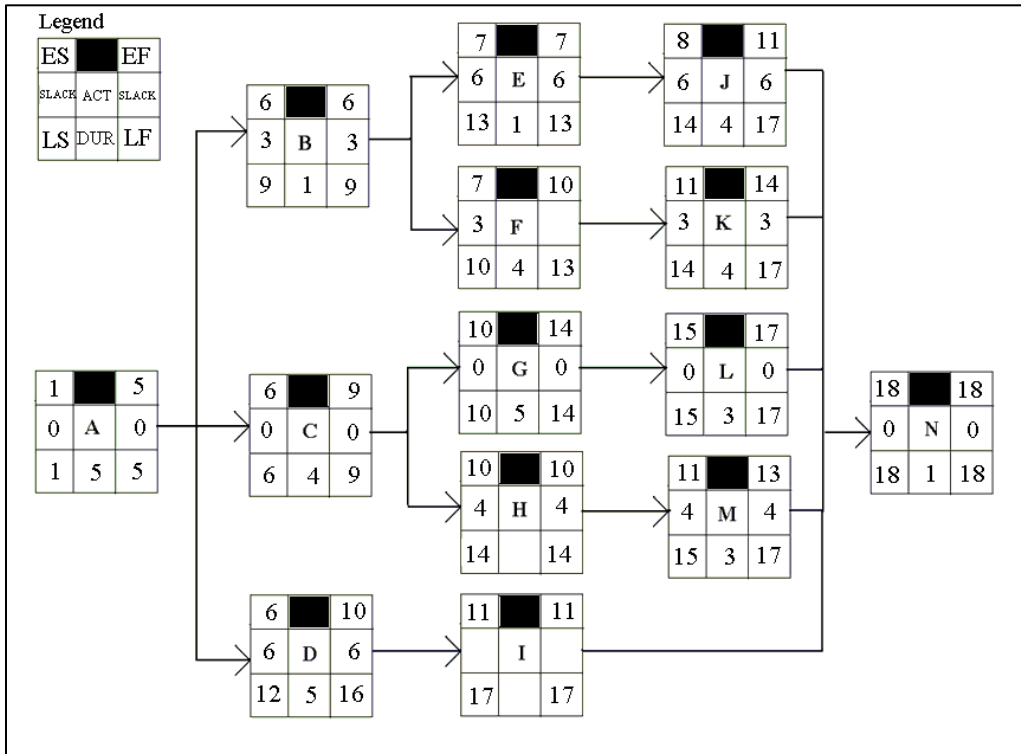 Legend
ES EF
SLACK ACT SLACK
LS DUR LF
1 5
0 A 0
1 5 5
6 6
3 B 3
9 1 9
6 9
0 C 0
6 4 9
6 10
6 D 6
12 5 16
7 7
6 E 6
13 1 13
7 10
3 F
10 4 13
10 14
0 G 0
10 5 14
10 10
4 H 4
14 14
11 11
I
17 17
8 11
6 J 6
14 4 17
11 14
3 K 3
14 4 17
15 17
0 L 0
15 3 17
11 13
4 M 4
15 3 17
18 18
0 N 0
18 1 18